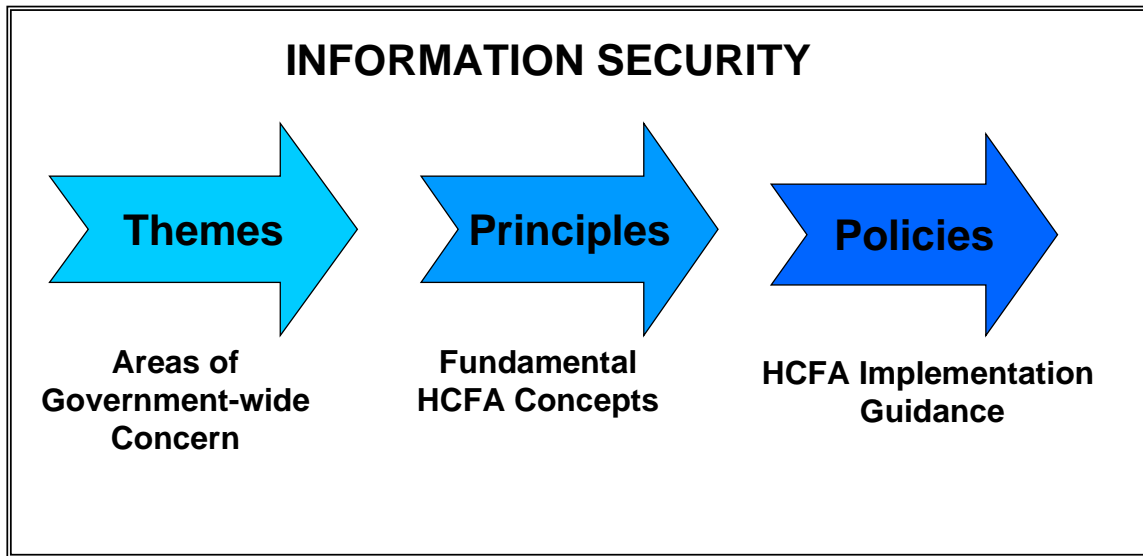 INFORMATION SECURITY
Themes
Principles
Policies
Areas of
Government-wide
Concern
Fundamental
HCFA Concepts
HCFA Implementation
Guidance